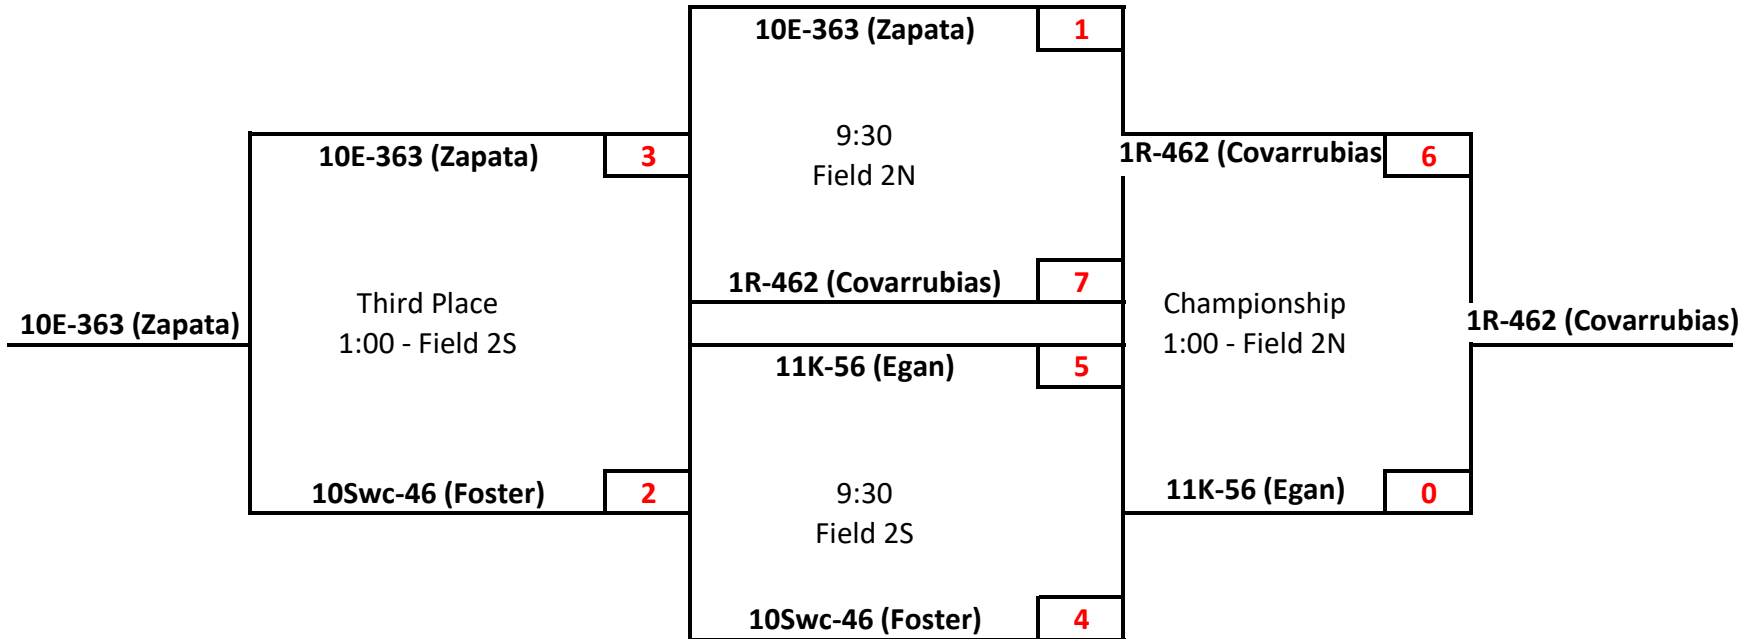 10E-363 (Zapata) 1
9:30
Field 2N
10E-363 (Zapata) 3
1R-462 (Covarrubias 6
1R-462 (Covarrubias) 7
Third Place
1:00 - Field 2S
Championship
1:00 - Field 2N
10E-363 (Zapata)
1R-462 (Covarrubias)
11K-56 (Egan) 5
10Swc-46 (Foster) 2
9:30
Field 2S
11K-56 (Egan) 0
10Swc-46 (Foster) 4